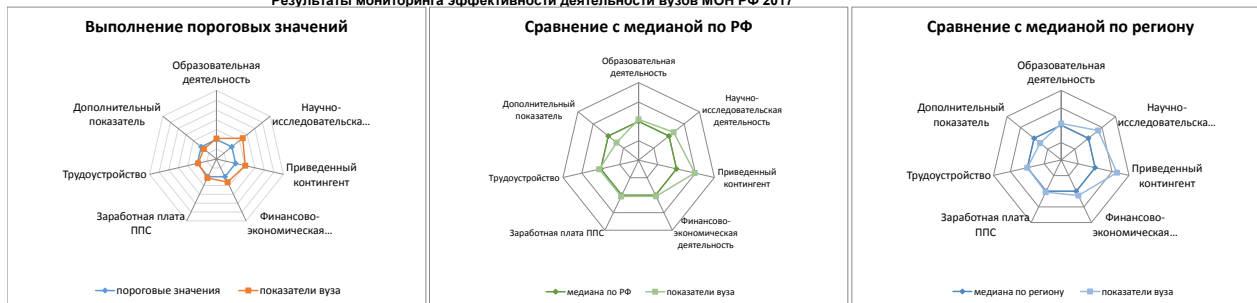 Результаты мониторинга эффективности деятельности вузов МОН РФ 2017
Выполнение пороговых значений
Образовательная
деятельность
Научно-
исследовательска…
Приведенный
контингент
Финансово-
экономическая…
Заработная плата
ППС
Трудоустройство
Дополнительный
показатель
пороговые значения
показатели вуза
Сравнение с медианой по РФ
Образовательная
деятельность
Научно-
исследовательская
деятельность
Приведенный
контингент
Финансово-
экономическая
деятельность
Заработная плата ППС
Трудоустройство
Дополнительный
показатель
медиана по РФ
показатели вуза
Сравнение с медианой по региону
Образовательная
деятельность
Научно-
исследовательска…
Приведенный
контингент
Финансово-
экономическая…
Заработная плата
ППС
Трудоустройство
Дополнительный
показатель
медиана по региону
показатели вуза